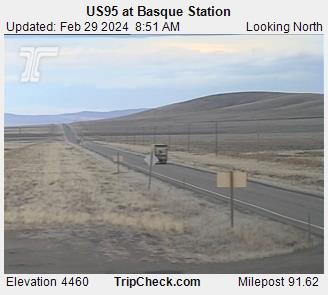 US95 at Basque Station
Updated: Feb 29 2024 8:51 AM Looking North
Elevation 4460 TripCheck.com Milepost 91.62